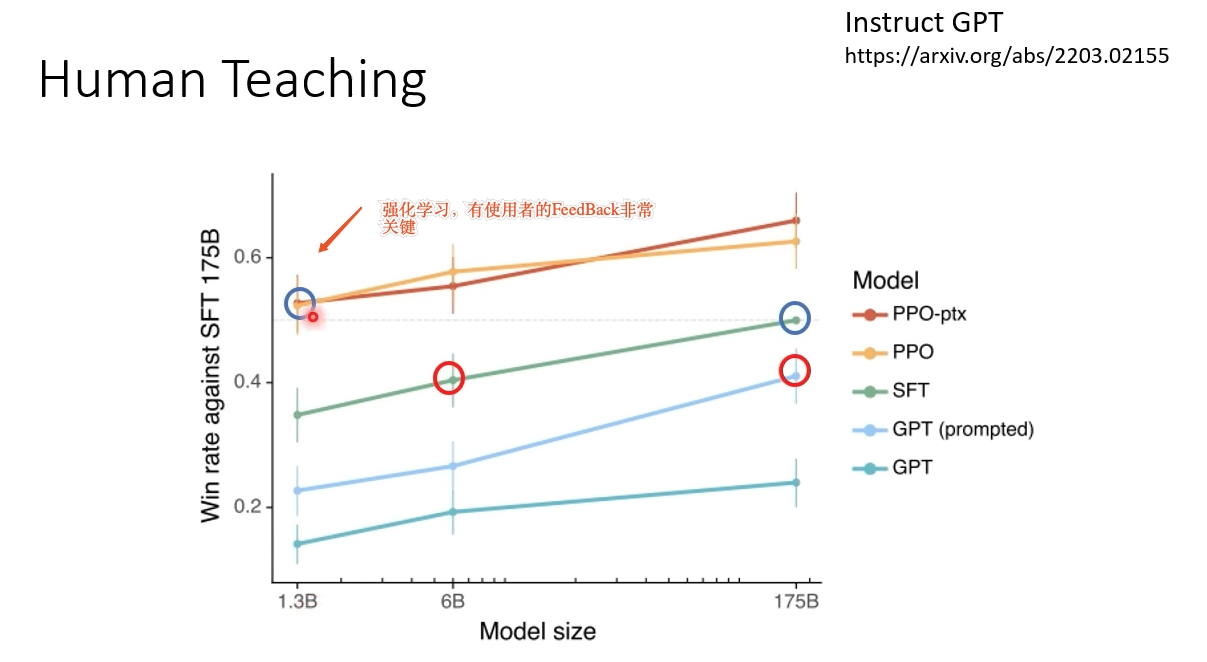 Instruct GPT
https://arxiv.org/abs/2203.02155
Human Teaching
强化学习，有使用者的FeedBack非常
关键
Win rate against SFT 175B
0.6
0.4
0.2
1.3B
6B
175B
Model size
Model
PPO-ptx
PPO
SFT
GPT (prompted)
GPT